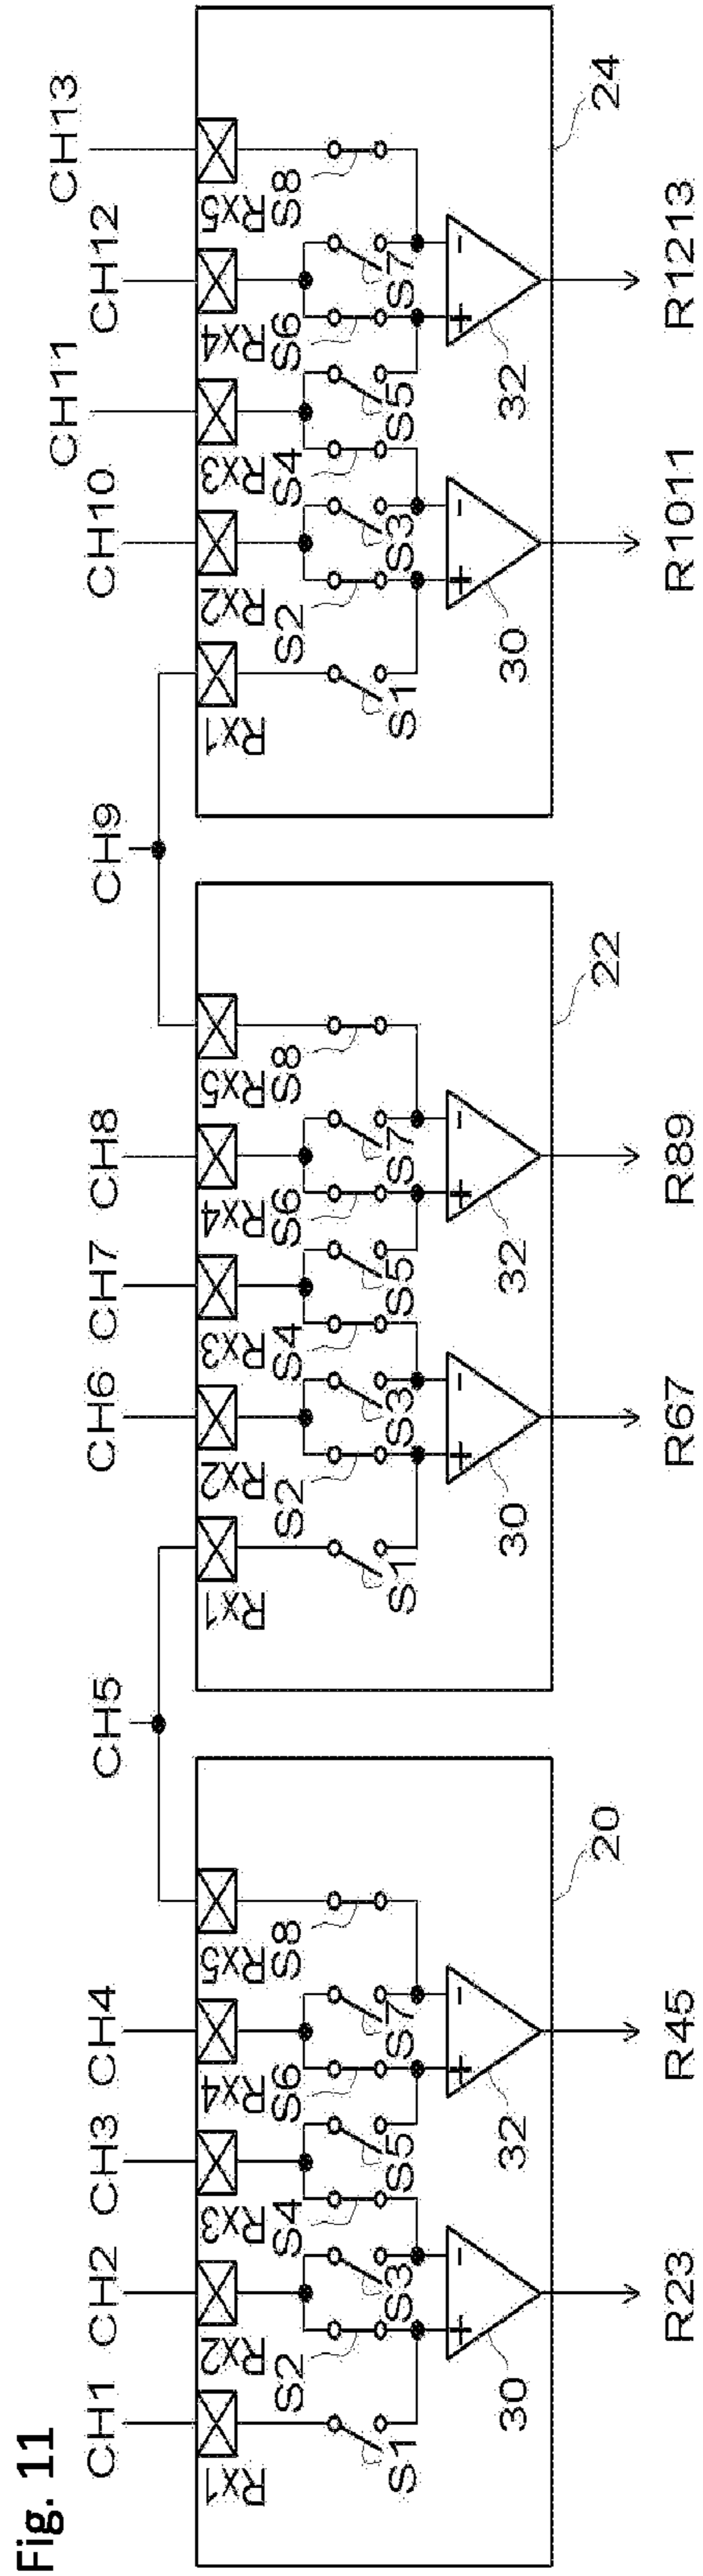 Fig. 11
CH1 CH2 CH3 CH4 CH5 CH6 CH7 CH8 CH9 CH10 CH11 CH12 CH13
Rx1 Rx2 Rx3 Rx4 Rx5 Rx1 Rx2 Rx3 Rx4 Rx5 Rx1 Rx2 Rx3 Rx4 Rx5
S1 S2 S3 S4 S5 S6 S7 S8 S1 S2 S3 S4 S5 S6 S7 S8 S1 S2 S3 S4 S5 S6 S7 S8
+ - + - + - + - + - + -
30 32 30 32 30 32
20 22 24
R23 R45 R67 R89 R1011 R1213